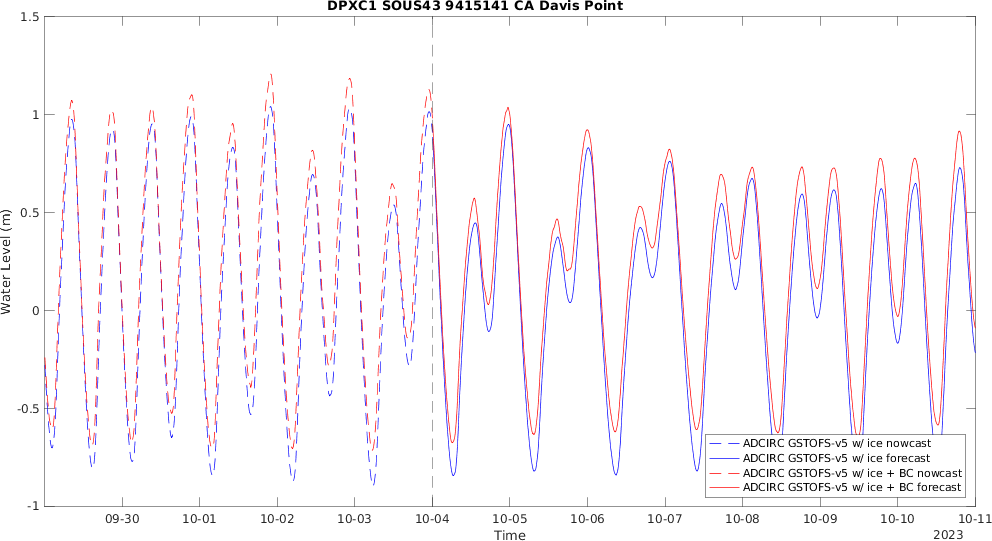 DPXC1 SOUS43 9415141 CA Davis Point
1.5
1
0.5
0
-0.5
-1
Water Level (m)
09-30
10-01
10-02
10-03
10-04
10-05
10-06
10-07
10-08
10-09
10-10
10-11
Time
2023
ADCIRC GSTOFS-v5 w/ ice nowcast
ADCIRC GSTOFS-v5 w/ ice forecast
ADCIRC GSTOFS-v5 w/ ice + BC nowcast
ADCIRC GSTOFS-v5 w/ ice + BC forecast